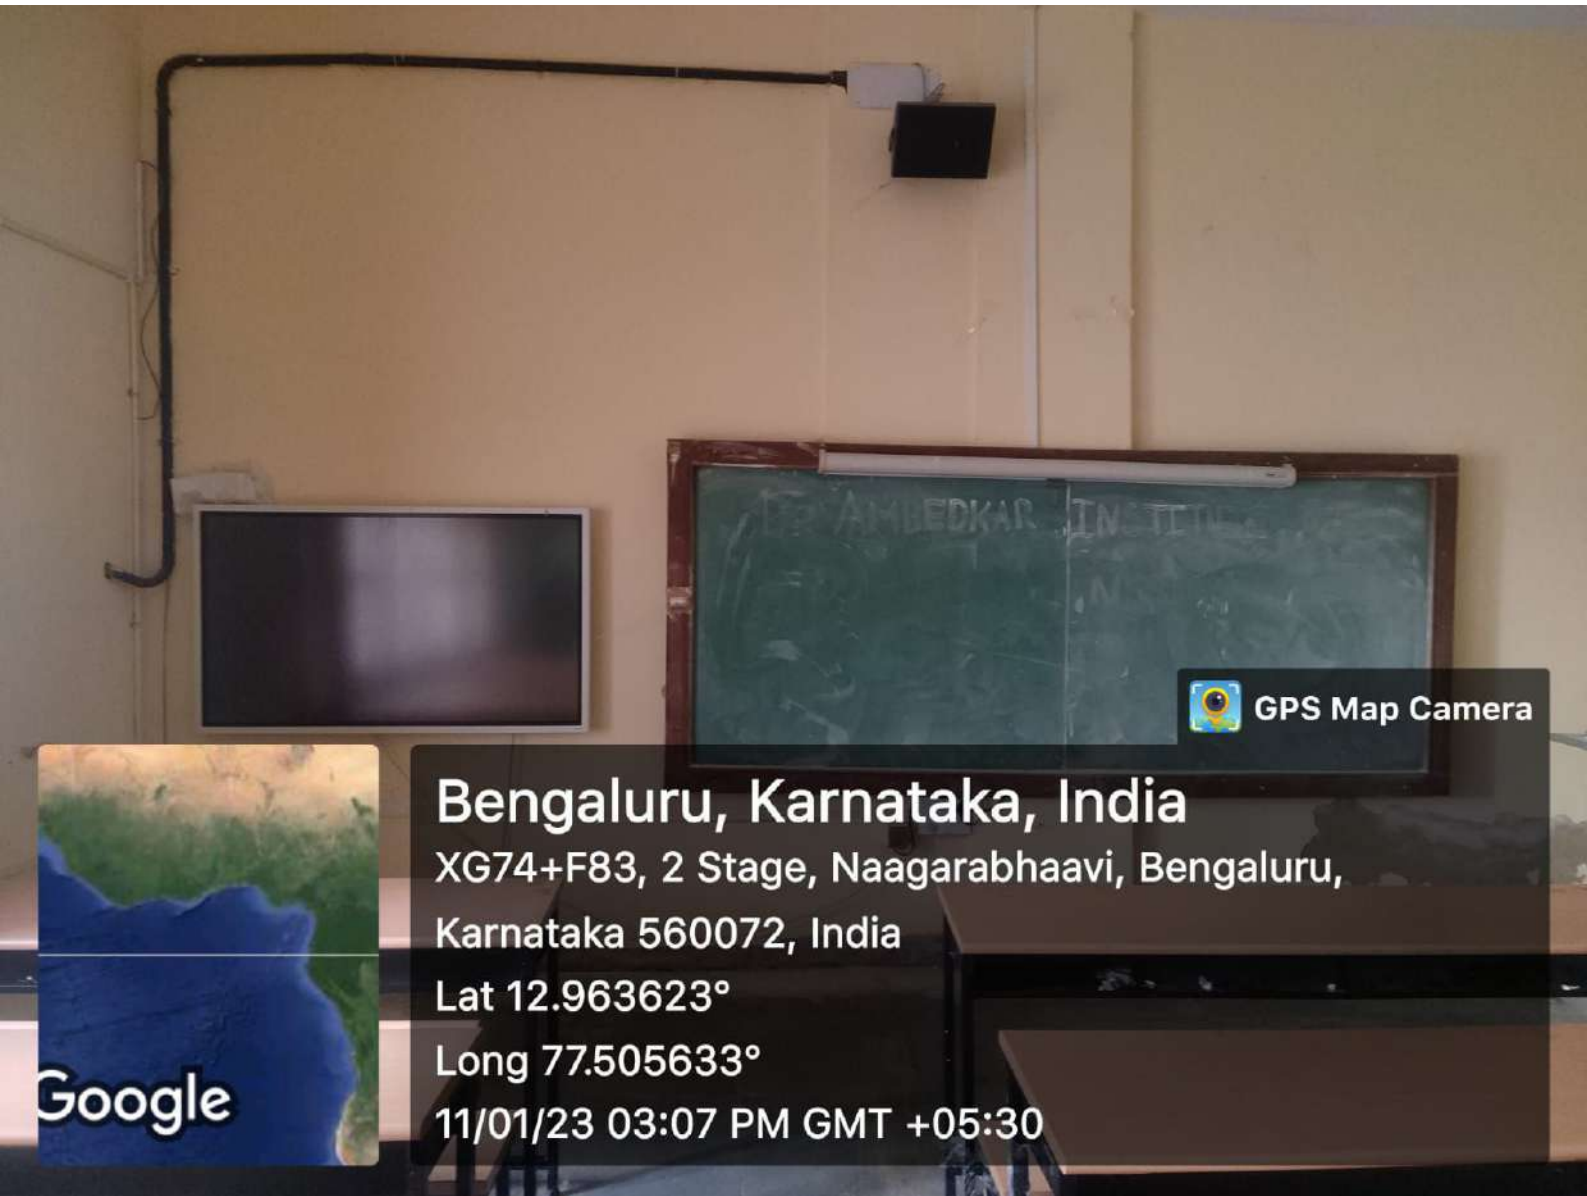 AMBEDKAR
GPS Map Camera
Bengaluru, Karnataka, India
XG74+F83, 2 Stage, Naagarabhaavi, Bengaluru,
Karnataka 560072, India
Lat 12.963623°
Long 77.505633°
11/01/23 03:07 PM GMT +05:30
Google